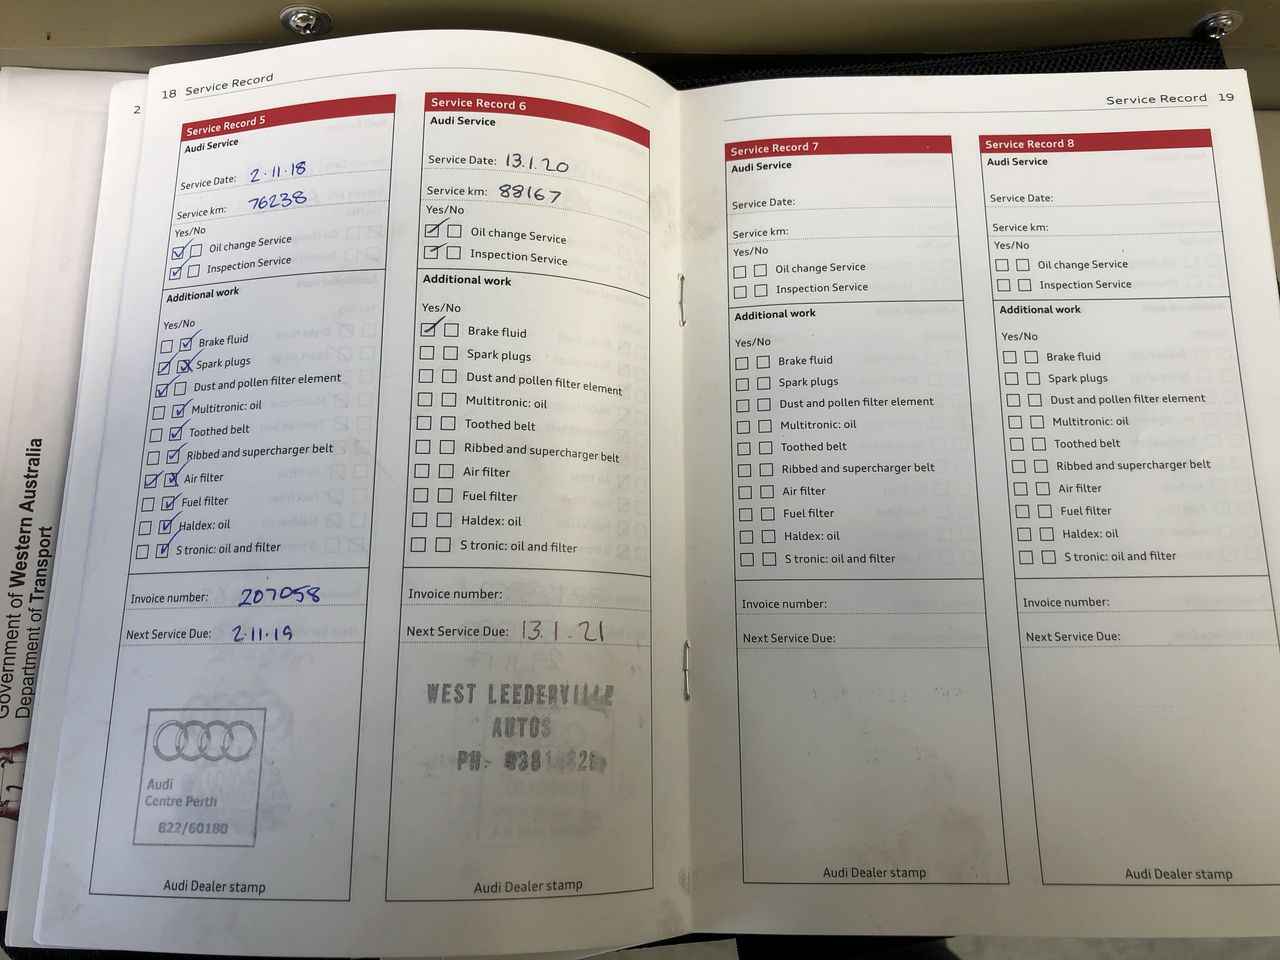 18 Service Record
2
Service Record 5
Audi Service
Service Date: 2.11.18
Service km: 76238
Yes/No
Oil change Service
Inspection Service
Additional work
Yes/No
Brake fluid
Spark plugs
Dust and pollen filter element
Multitronic: oil
Toothed belt
Ribbed and supercharger belt
Air filter
Fuel filter
Haldex: oil
S tronic: oil and filter
Invoice number: 207058
Next Service Due: 2.11.19
Audi
Centre Perth
822/60180
Audi Dealer stamp
Service Record 6
Audi Service
Service Date: 13.1.20
Service km: 88167
Yes/No
Oil change Service
Inspection Service
Additional work
Yes/No
Brake fluid
Spark plugs
Dust and pollen filter element
Multitronic: oil
Toothed belt
Ribbed and supercharger belt
Air filter
Fuel filter
Haldex: oil
S tronic: oil and filter
Invoice number:
Next Service Due: 13.1.21
WEST LEEDERVILLE
AUTOS
PH.
Audi Dealer stamp
Service Record 19
Service Record 7
Audi Service
Service Date:
Service km:
Yes/No
Oil change Service
Inspection Service
Additional work
Yes/No
Brake fluid
Spark plugs
Dust and pollen filter element
Multitronic: oil
Toothed belt
Ribbed and supercharger belt
Air filter
Fuel filter
Haldex: oil
S tronic: oil and filter
Invoice number:
Next Service Due:
Audi Dealer stamp
Service Record 8
Audi Service
Service Date:
Service km:
Yes/No
Oil change Service
Inspection Service
Additional work
Yes/No
Brake fluid
Spark plugs
Dust and pollen filter element
Multitronic: oil
Toothed belt
Ribbed and supercharger belt
Air filter
Fuel filter
Haldex: oil
S tronic: oil and filter
Invoice number:
Next Service Due:
Audi Dealer stamp
Government of Western Australia
Department of Transport